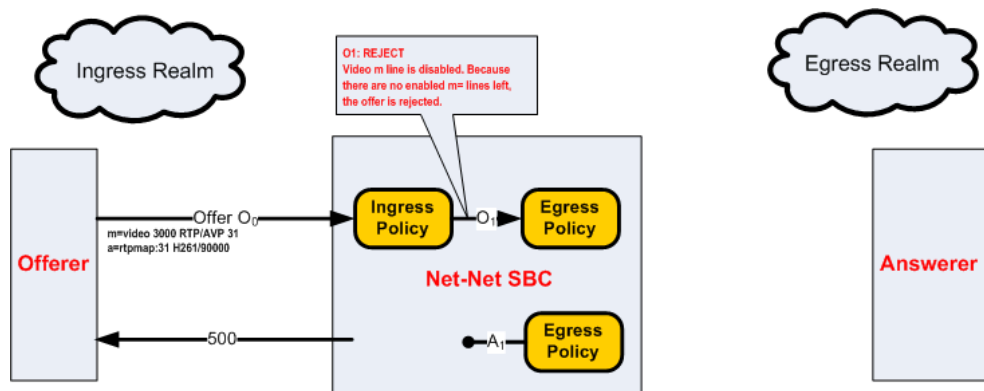 Ingress Realm
O1: REJECT
Video m line is disabled. Because
there are no enabled m= lines left,
the offer is rejected.
Egress Realm
Offerer
Offer O0
m=video 3000 RTP/AVP 31
a=rtpmap:31 H261/90000
Ingress
Policy
O1
Egress
Policy
Net-Net SBC
Answerer
500
A1
Egress
Policy